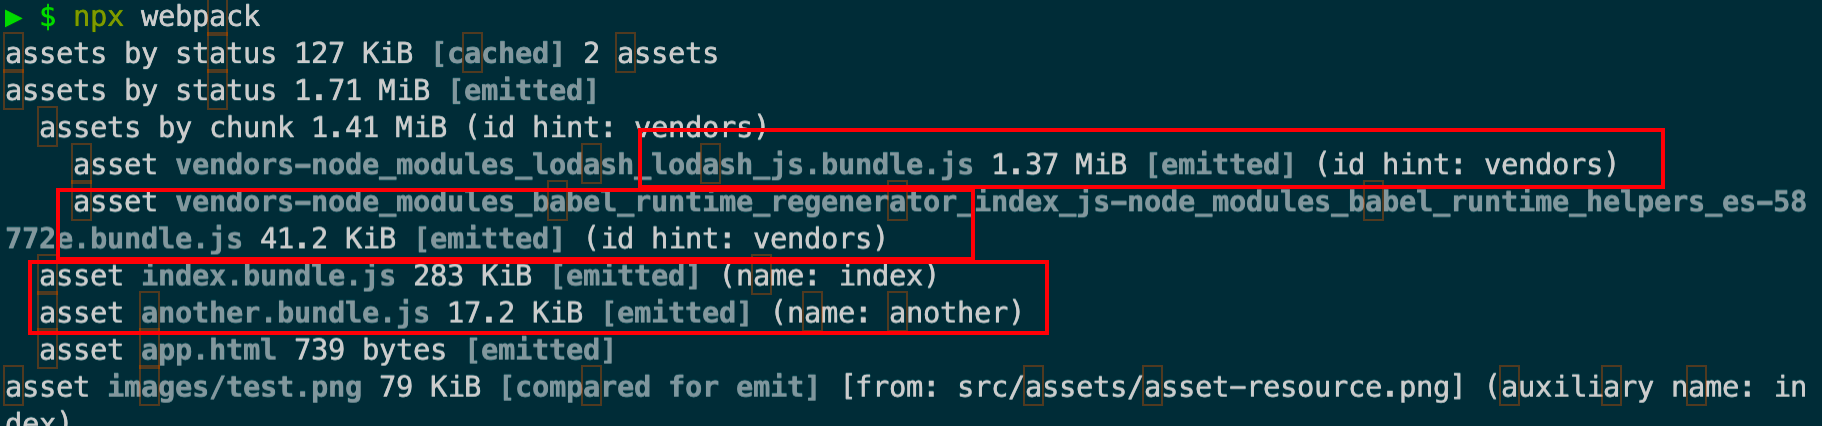 ▶ $ npx webpack
assets by status 127 KiB [cached] 2 assets
assets by status 1.71 MiB [emitted]
assets by chunk 1.41 MiB (id hint: vendors)
asset vendors-node_modules_lodash_lodash_js.bundle.js 1.37 MiB [emitted] (id hint: vendors)
asset vendors-node_modules_babel_runtime_regenerator_index_js-node_modules_babel_runtime_helpers_es-58
772e.bundle.js 41.2 KiB [emitted] (id hint: vendors)
asset index.bundle.js 283 KiB [emitted] (name: index)
asset another.bundle.js 17.2 KiB [emitted] (name: another)
asset app.html 739 bytes [emitted]
asset images/test.png 79 KiB [compared for emit] [from: src/assets/asset-resource.png] (auxiliary name: in
dex)